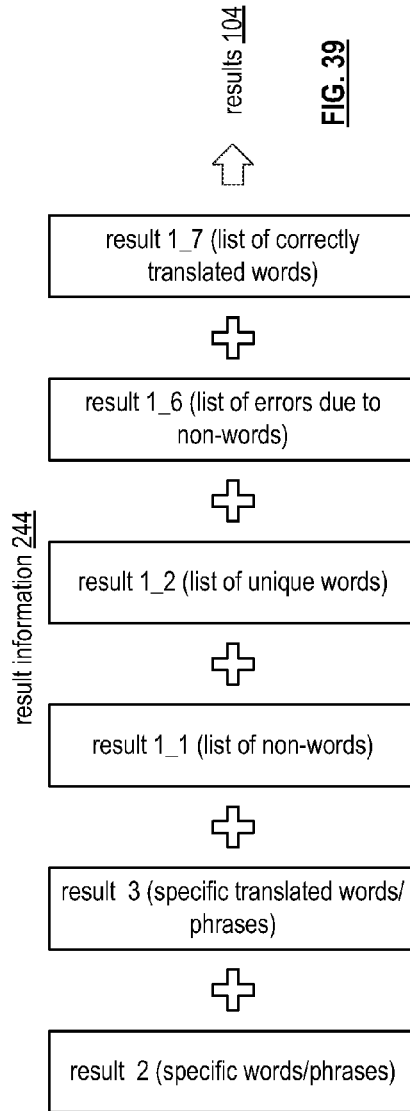 result information 244
result 2 (specific words/phrases)
result 3 (specific translated words/
phrases)
result 1_1 (list of non-words)
result 1_2 (list of unique words)
result 1_6 (list of errors due to
non-words)
result 1_7 (list of correctly
translated words)
results 104
FIG. 39